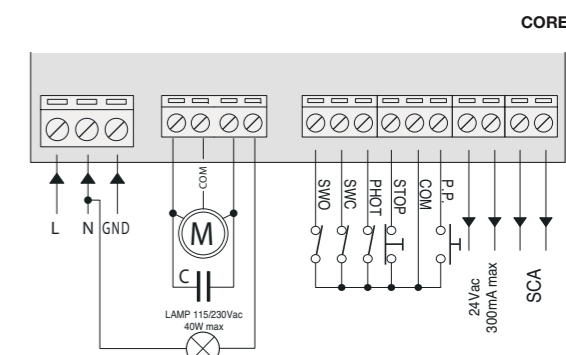 CORE
COM
SWO
SWC
PHOT
STOP
COM
P.P.
L N GND
M
C
24Vac
300mA max
SCA
LAMP 115/230Vac
40W max